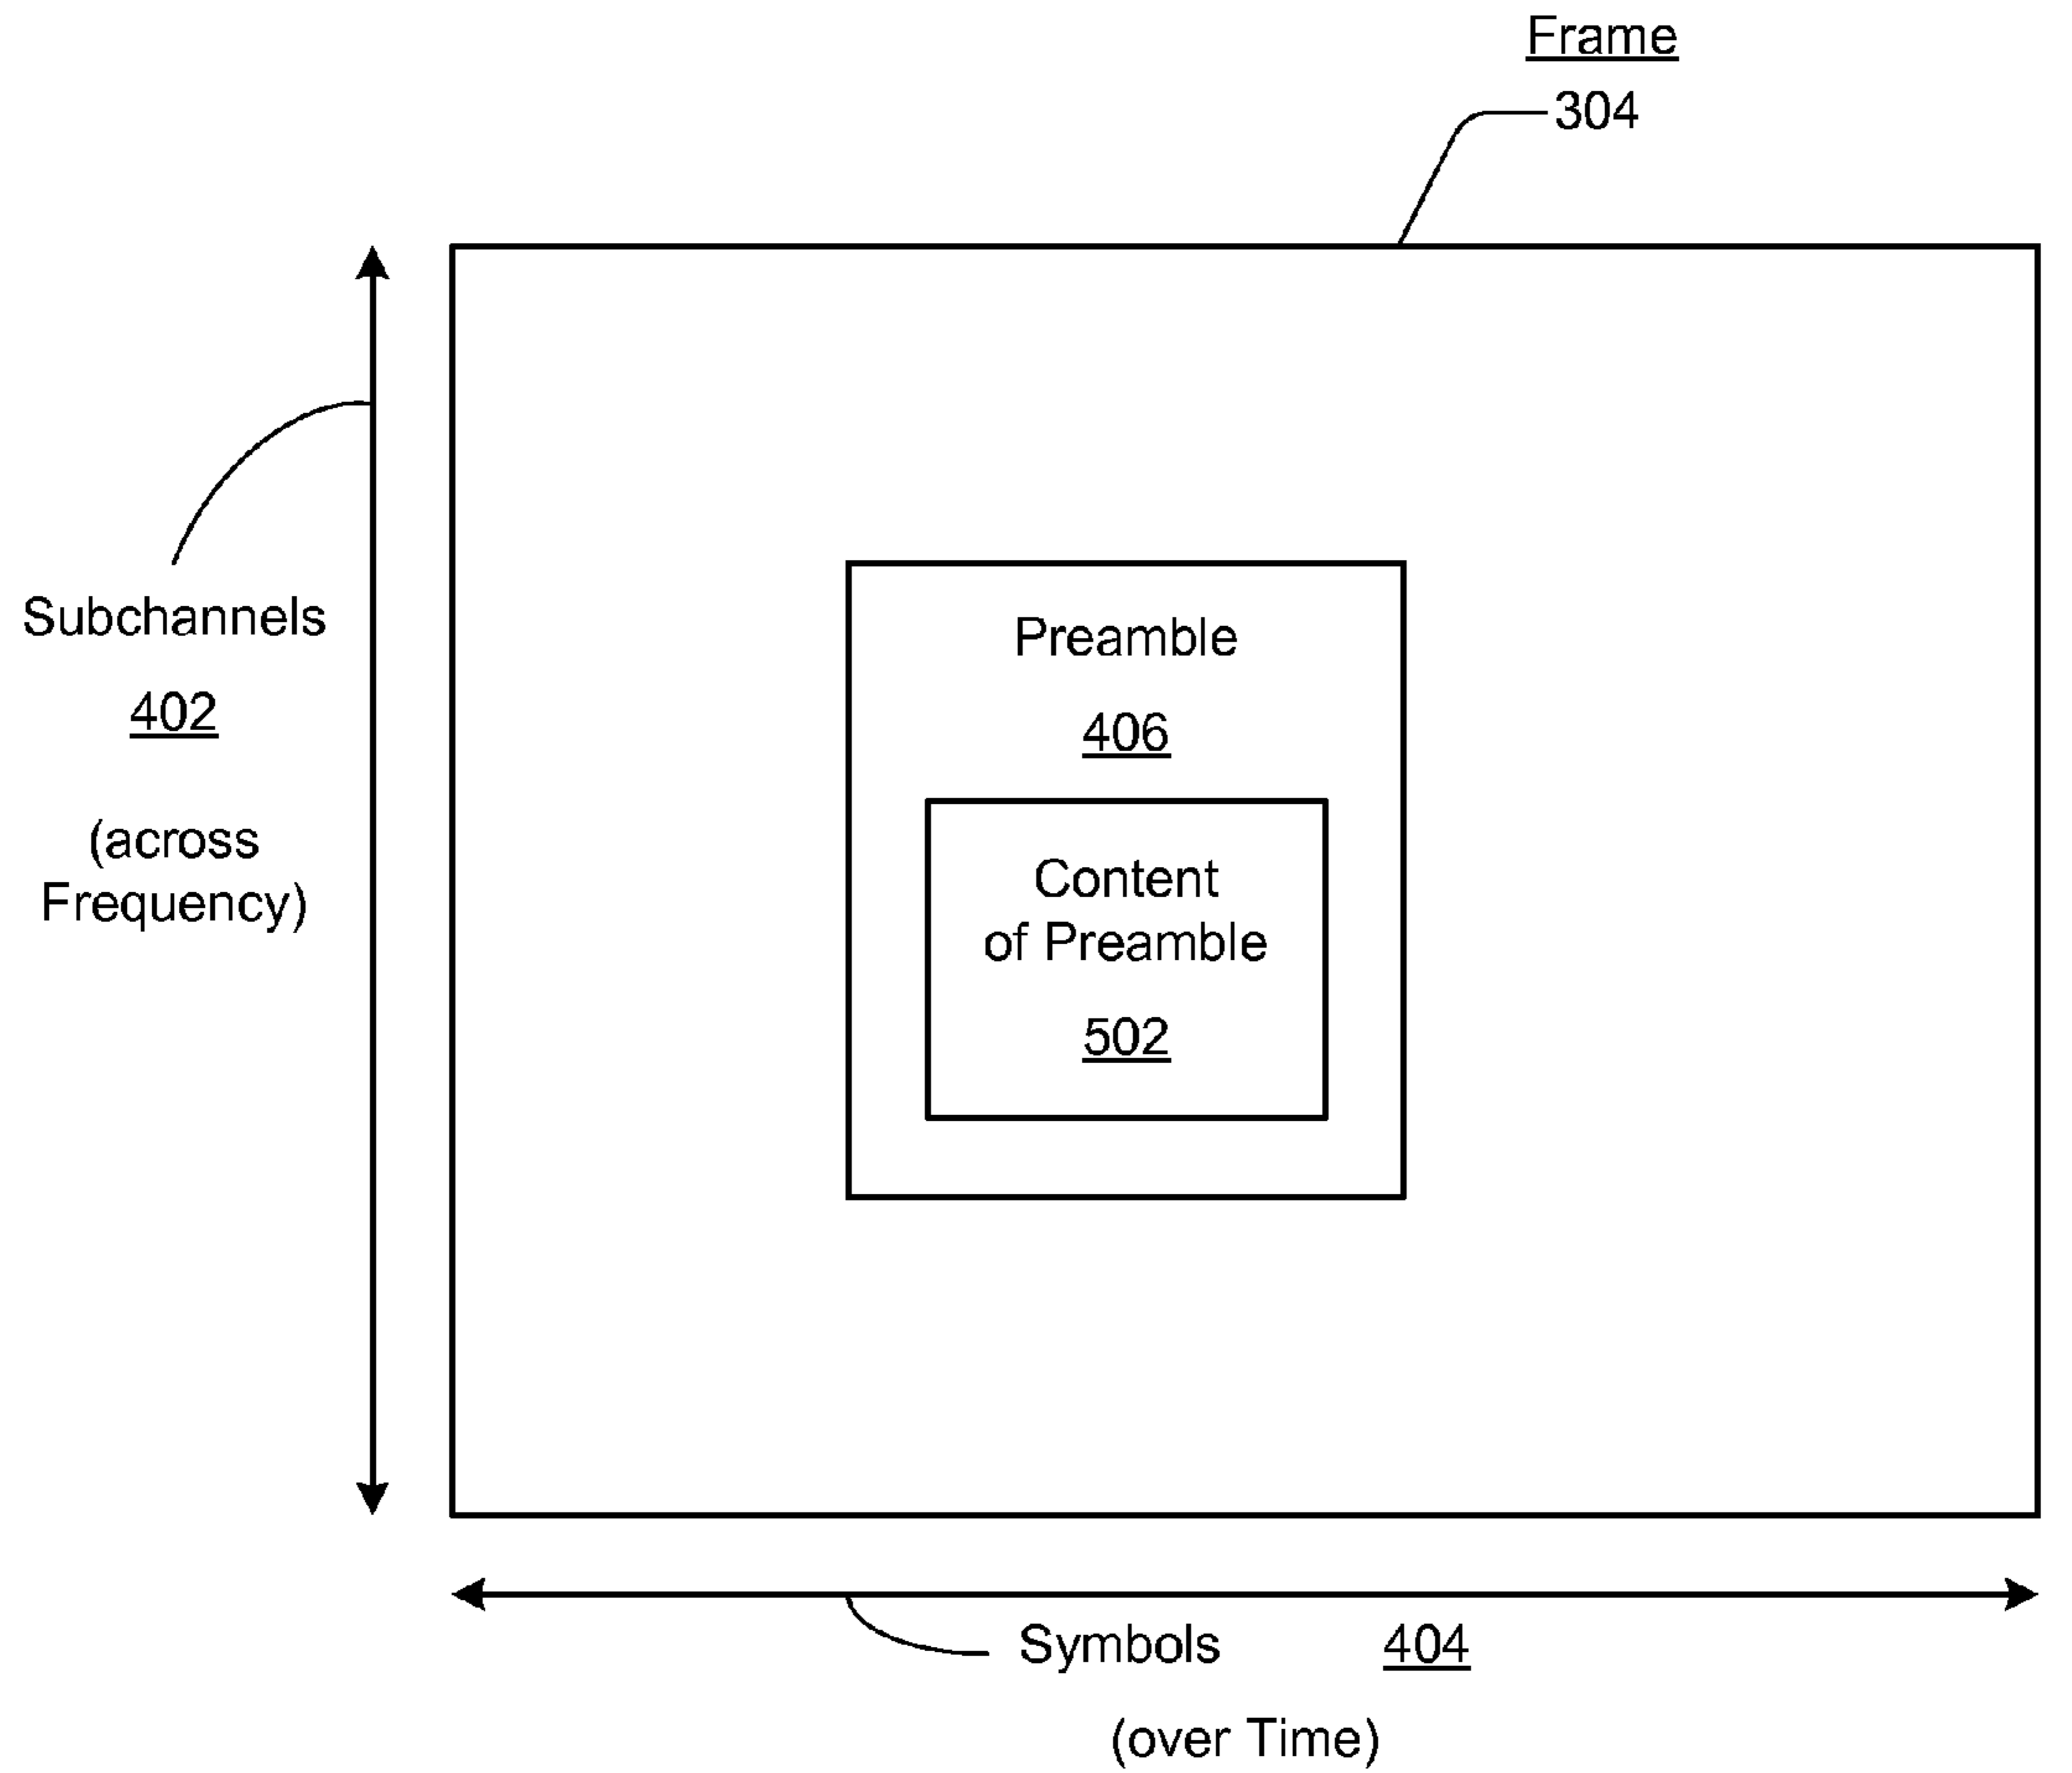 Frame
304
Subchannels
402
(across
Frequency)
Preamble
406
Content
of Preamble
502
Symbols 404
(over Time)